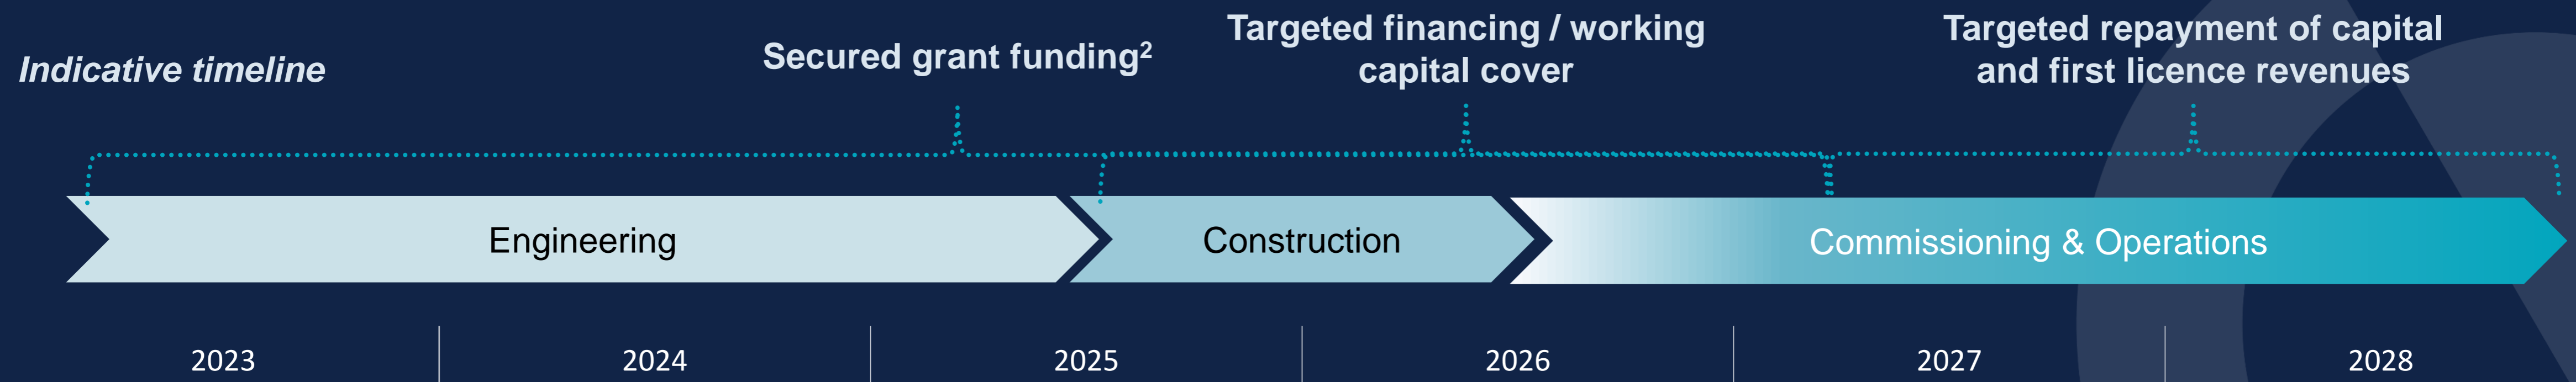 Indicative timeline
Secured grant funding2
Targeted financing / working
capital cover
Targeted repayment of capital
and first licence revenues
Engineering
Construction
Commissioning & Operations
2023
2024
2025
2026
2027
2028